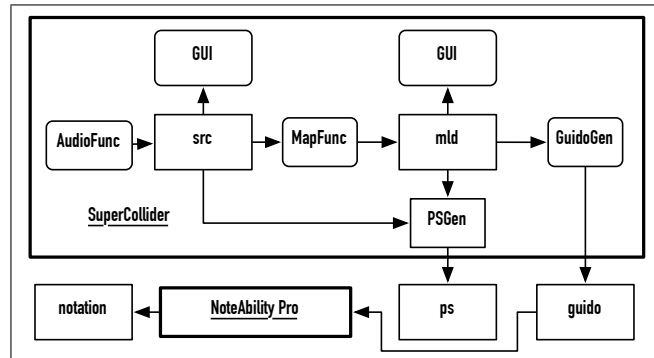 GUI
GUI
AudioFunc
src
MapFunc
mld
GuidoGen
SuperCollider
PSGen
notation
NoteAbility Pro
ps
guido